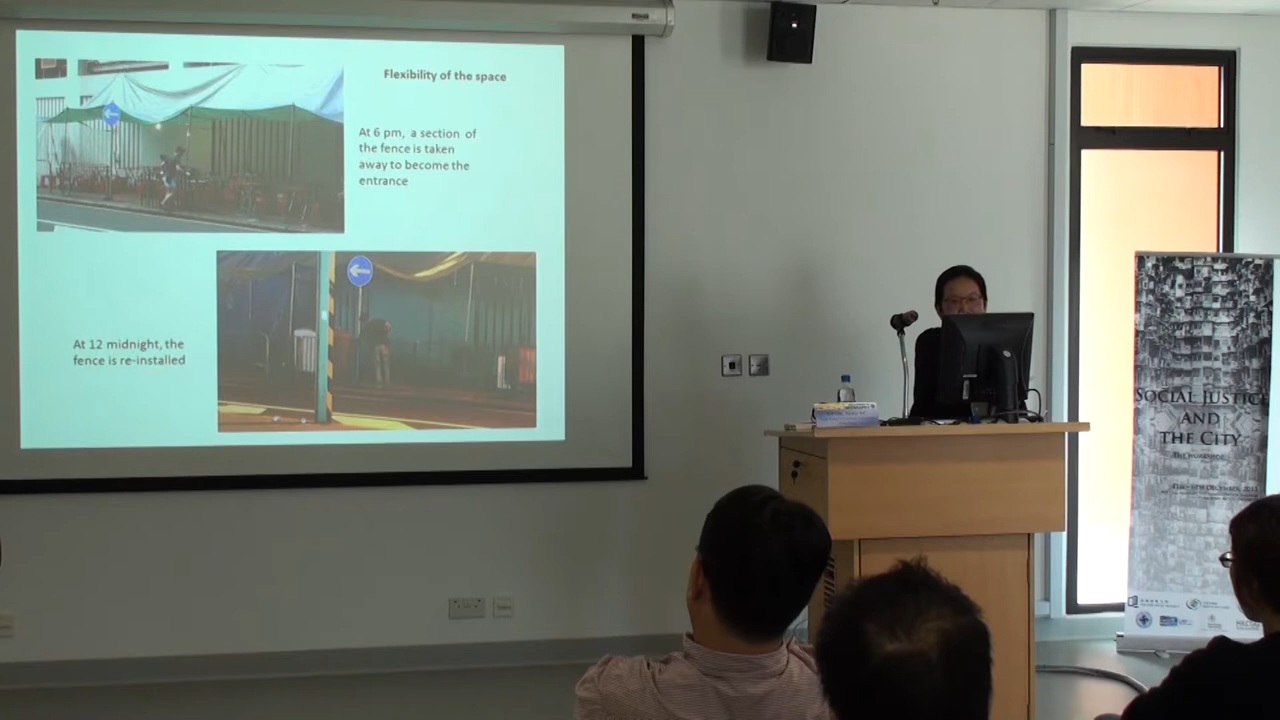 Flexibility of the space
At 6 pm, a section of
the fence is taken
away to become the
entrance
At 12 midnight, the
fence is re-installed
SOCIAL JUSTICE
AND
THE CITY